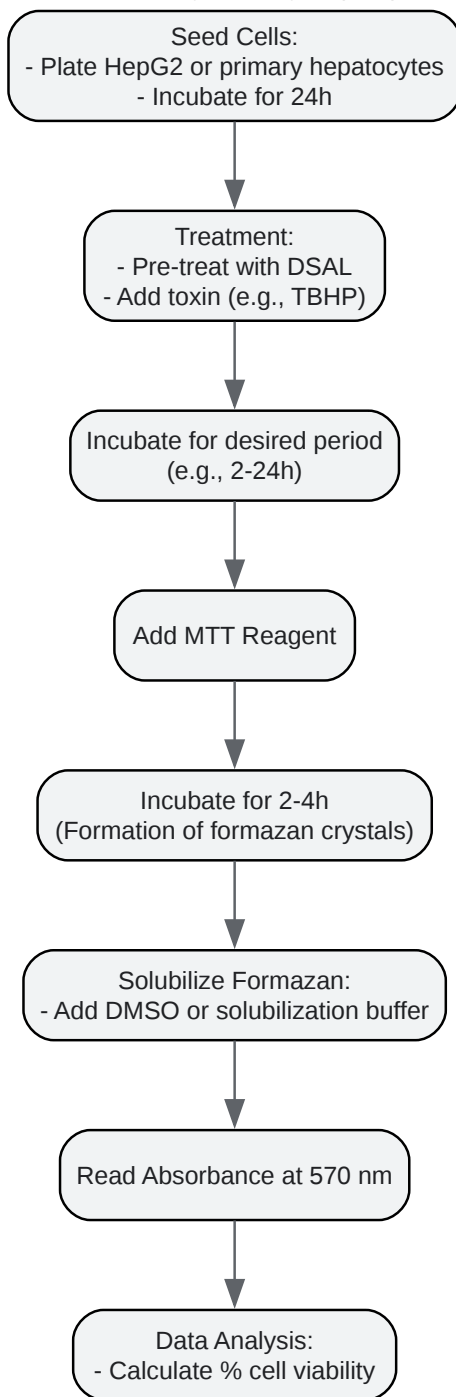 Seed Cells:
- Plate HepG2 or primary hepatocytes
- Incubate for 24h
Treatment:
- Pre-treat with DSAL
- Add toxin (e.g., TBHP)
Incubate for desired period
(e.g., 2-24h)
Add MTT Reagent
Incubate for 2-4h
(Formation of formazan crystals)
Solubilize Formazan:
- Add DMSO or solubilization buffer
Read Absorbance at 570 nm
Data Analysis:
- Calculate % cell viability